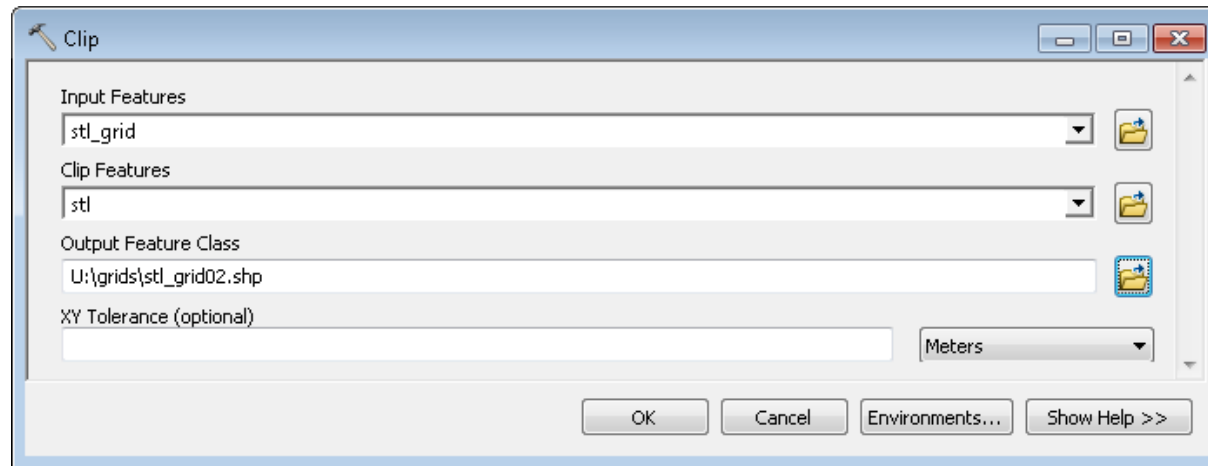 Clip
Input Features
stl_grid
Clip Features
stl
Output Feature Class
U:\grids\stl_grid02.shp
XY Tolerance (optional)
Meters
OK Cancel Environments... Show Help >>